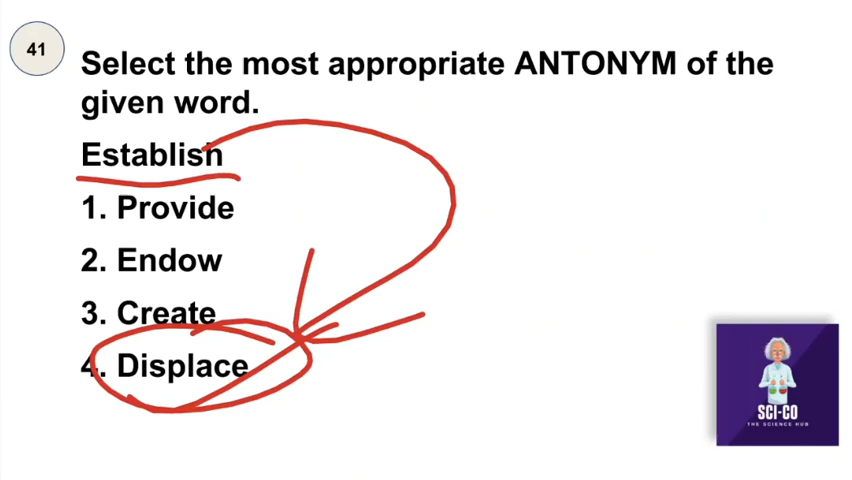 41
Select the most appropriate ANTONYM of the
given word.
Establish
1. Provide
2. Endow
3. Create
4. Displace
SCI-CO
THE SCIENCE HUB